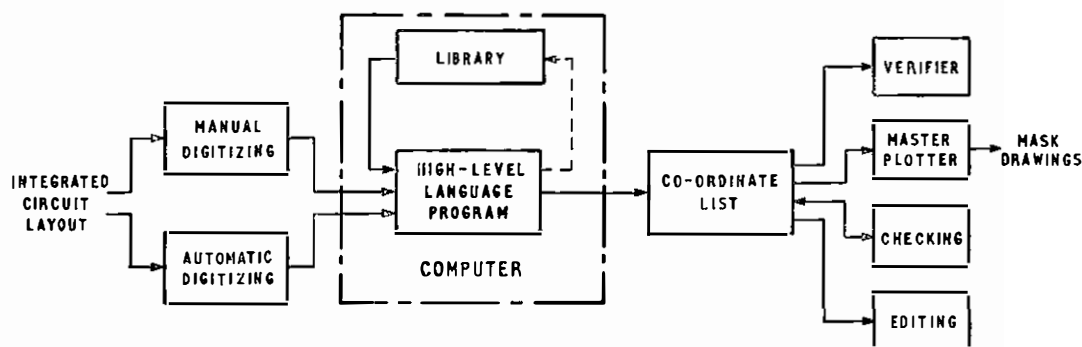 INTEGRATED
CIRCUIT
LAYOUT
MANUAL
DIGITIZING
AUTOMATIC
DIGITIZING
LIBRARY
HIGH-LEVEL
LANGUAGE
PROGRAM
COMPUTER
CO-ORDINATE
LIST
VERIFIER
MASTER
PLOTTER
MASK
DRAWINGS
CHECKING
EDITING